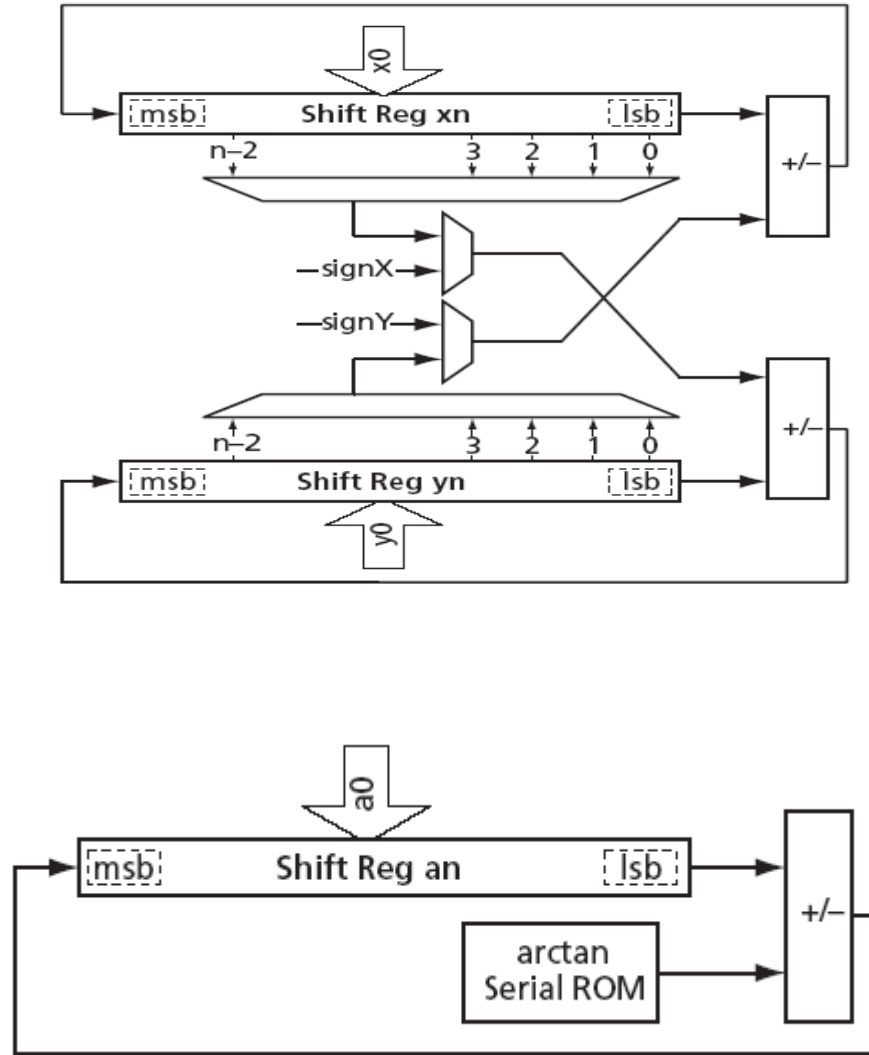 x0
msb Shift Reg xn lsb
n–2 3 2 1 0
+/–
signX
signY
+/–
n–2 3 2 1 0
msb Shift Reg yn lsb
y0
a0
msb Shift Reg an lsb
+/–
arctan
Serial ROM